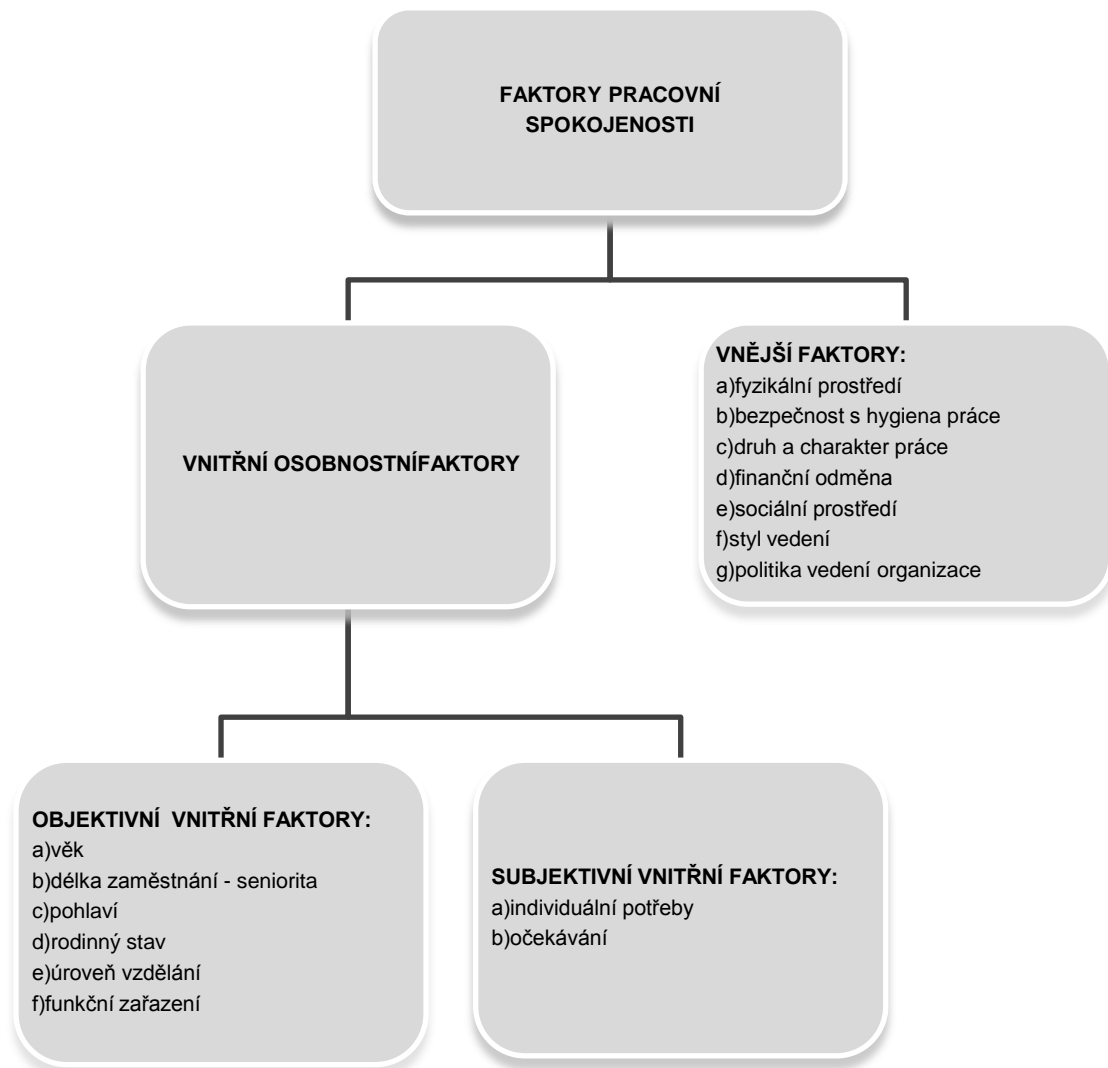 FAKTORY PRACOVNÍ
SPOKOJENOSTI
VNITŘNÍ OSOBNOSTNÍFAKTORY
VNĚJŠÍ FAKTORY:
a)fyzikální prostředí
b)bezpečnost s hygiena práce
c)druh a charakter práce
d)finanční odměna
e)sociální prostředí
f)styl vedení
g)politika vedení organizace
OBJEKTIVNÍ  VNITŘNÍ FAKTORY:
a)věk
b)délka zaměstnání - seniorita
c)pohlaví
d)rodinný stav
e)úroveň vzdělání
f)funkční zařazení
SUBJEKTIVNÍ VNITŘNÍ FAKTORY:
a)individuální potřeby
b)očekávání